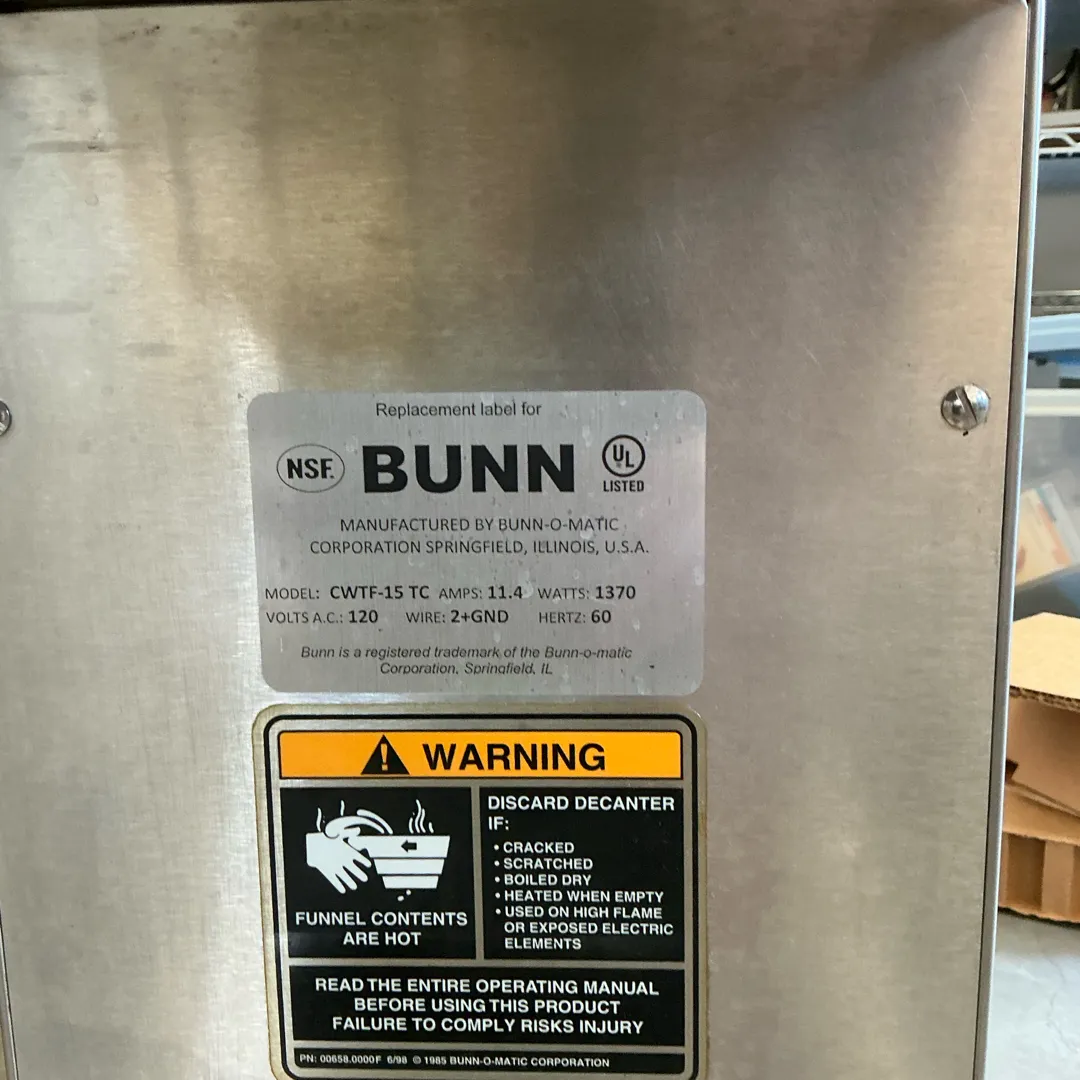 Replacement label for
NSF. BUNN UL
LISTED
MANUFACTURED BY BUNN-O-MATIC
CORPORATION SPRINGFIELD, ILLINOIS, U.S.A.
MODEL: CWTF-15 TC AMPS: 11.4 WATTS: 1370
VOLTS A.C.: 120 WIRE: 2+GND HERTZ: 60
Bunn is a registered trademark of the Bunn-o-matic
Corporation, Springfield, IL
WARNING
FUNNEL CONTENTS
ARE HOT
DISCARD DECANTER
IF:
• CRACKED
• SCRATCHED
• BOILED DRY
• HEATED WHEN EMPTY
• USED ON HIGH FLAME
OR EXPOSED ELECTRIC
ELEMENTS
READ THE ENTIRE OPERATING MANUAL
BEFORE USING THIS PRODUCT
FAILURE TO COMPLY RISKS INJURY
PN: 00658.0000F 6/98 © 1985 BUNN-O-MATIC CORPORATION